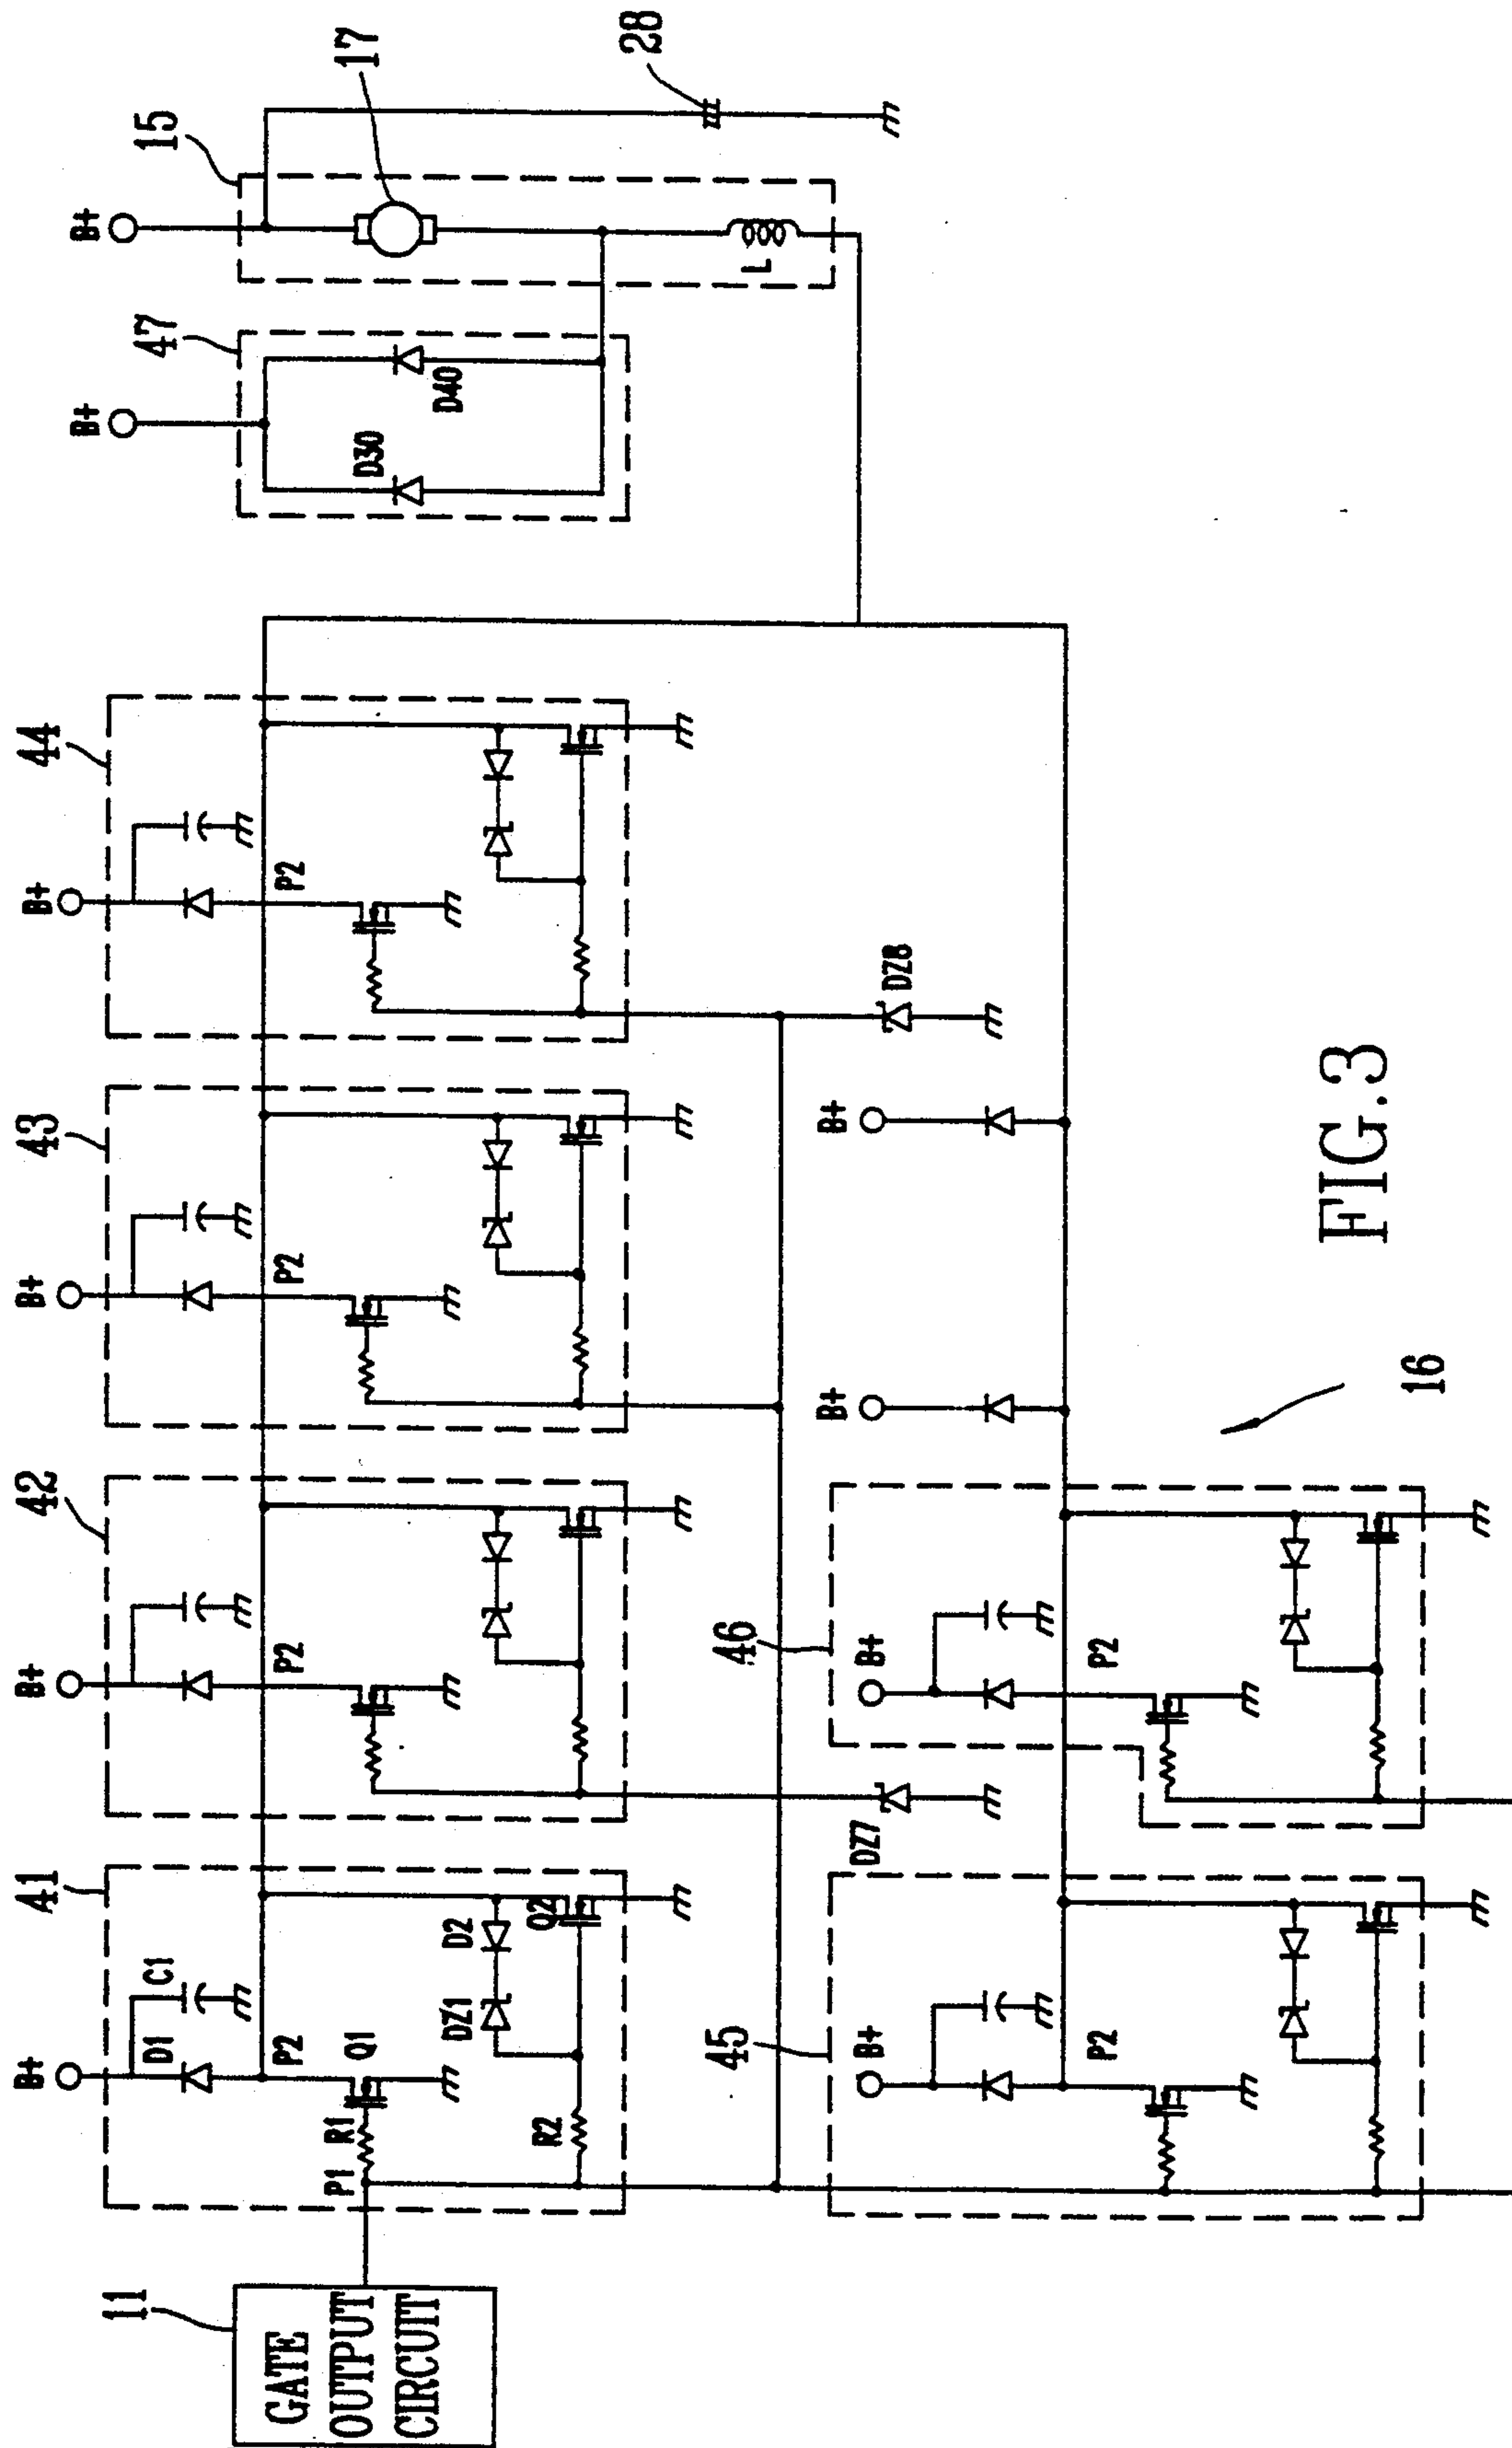 11
GATE
OUTPUT
CIRCUIT
41
B+
D1
C1
P2
Q1
P1
R1
D2
DZ1
Q2
R2
42
B+
P2
43
B+
P2
44
B+
P2
47
B+
D30
D40
15
B+
17
L
28
DZ7
DZ8
45
B+
P2
46
B+
P2
B+
B+
16
FIG.3